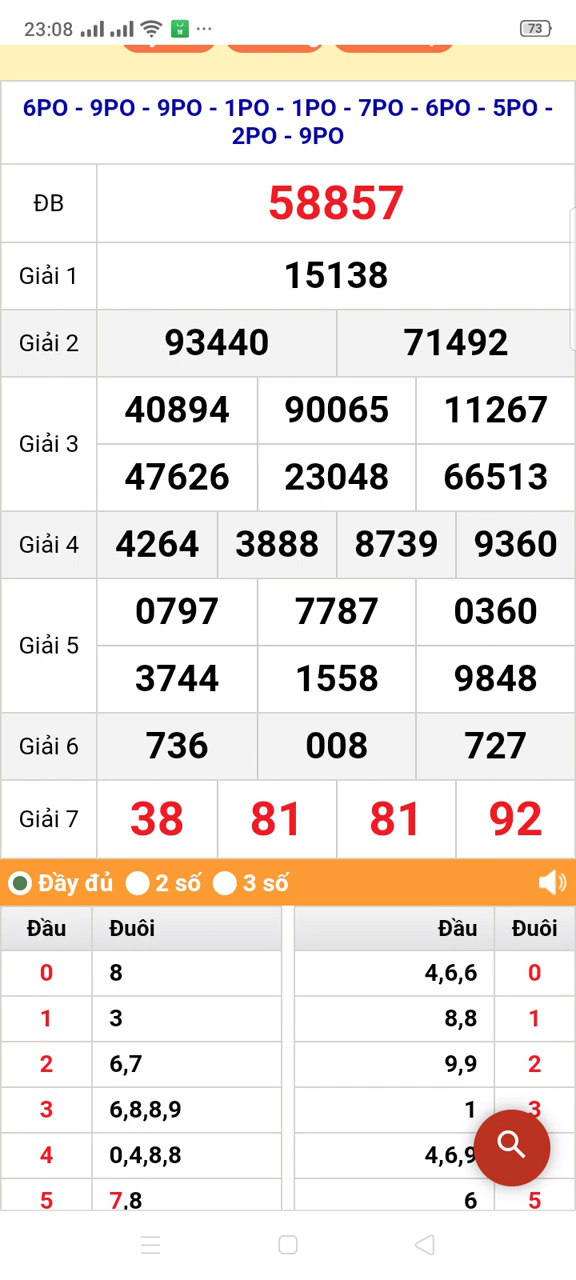 23:08 ... 73
6PO - 9PO - 9PO - 1PO - 1PO - 7PO - 6PO - 5PO -
2PO - 9PO
ĐB 58857
Giải 1 15138
Giải 2 93440 71492
Giải 3
40894 90065 11267
47626 23048 66513
Giải 4 4264 3888 8739 9360
Giải 5
0797 7787 0360
3744 1558 9848
Giải 6 736 008 727
Giải 7 38 81 81 92
Đầy đủ 2 số 3 số
Đầu Đuôi Đầu Đuôi
0 8 4,6,6 0
1 3 8,8 1
2 6,7 9,9 2
3 6,8,8,9 1 3
4 0,4,8,8 4,6,9
5 7,8 6 5